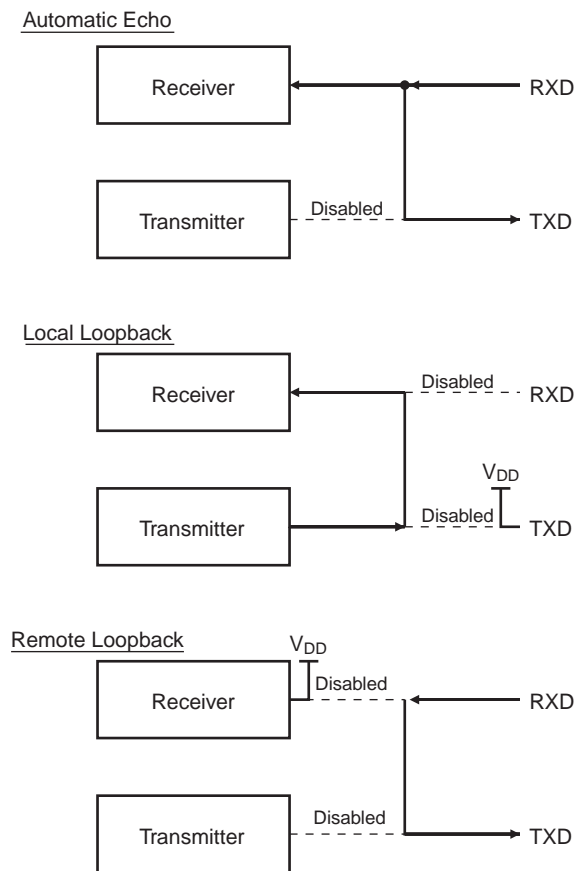 Automatic Echo
Receiver
RXD
Transmitter
Disabled
TXD
Local Loopback
Receiver
Disabled
RXD
VDD
Transmitter
Disabled
TXD
Remote Loopback
VDD
Receiver
Disabled
RXD
Transmitter
Disabled
TXD